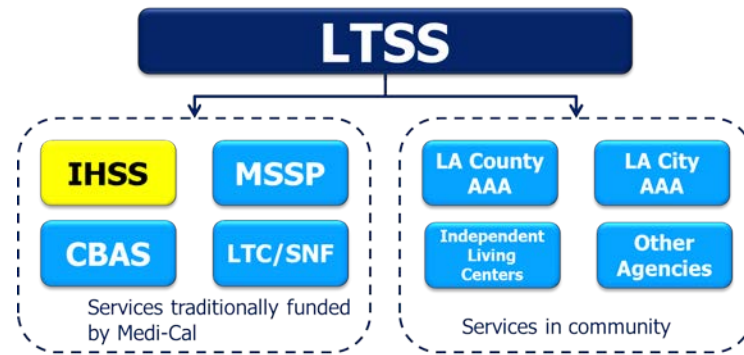 LTSS
IHSS
MSSP
CBAS
LTC/SNF
Services traditionally funded
by Medi-Cal
LA County
AAA
LA City
AAA
Independent
Living
Centers
Other
Agencies
Services in community